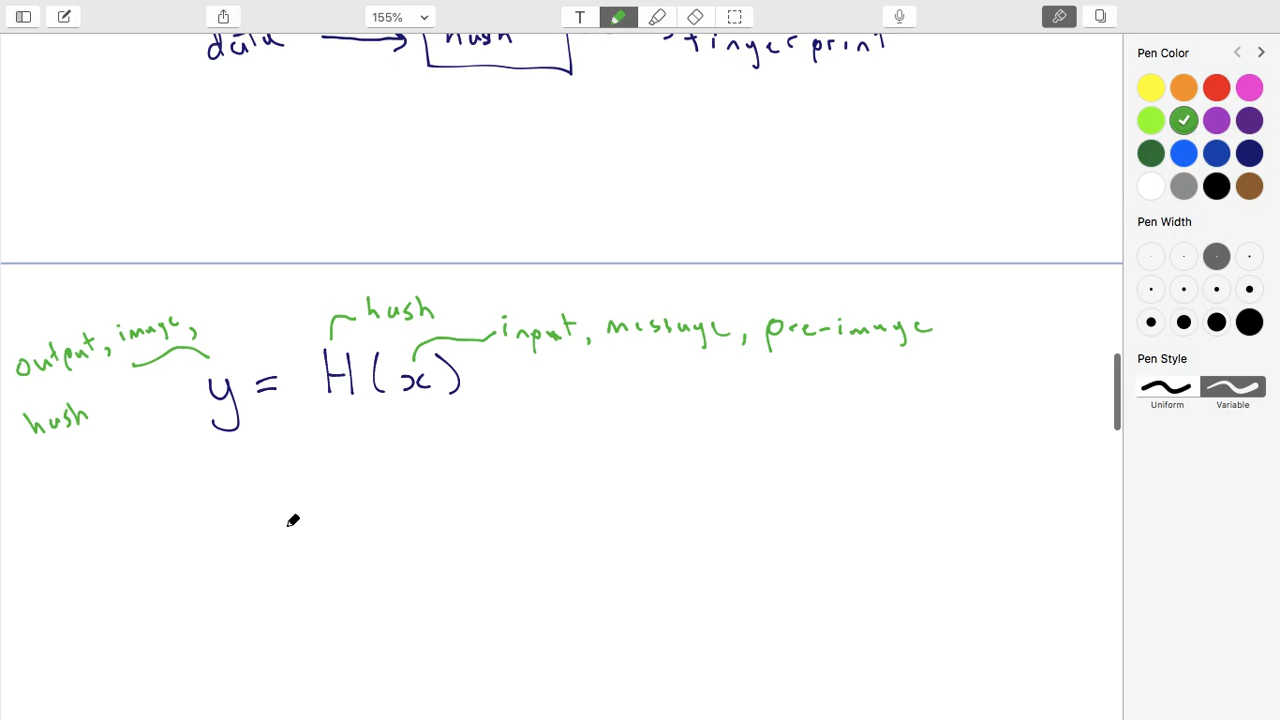 155%
T
Pen Color
data → hash → fingerprint
Pen Width
hash
output, image, input, message, pre-image
y = H(x)
hash
Pen Style
Uniform Variable